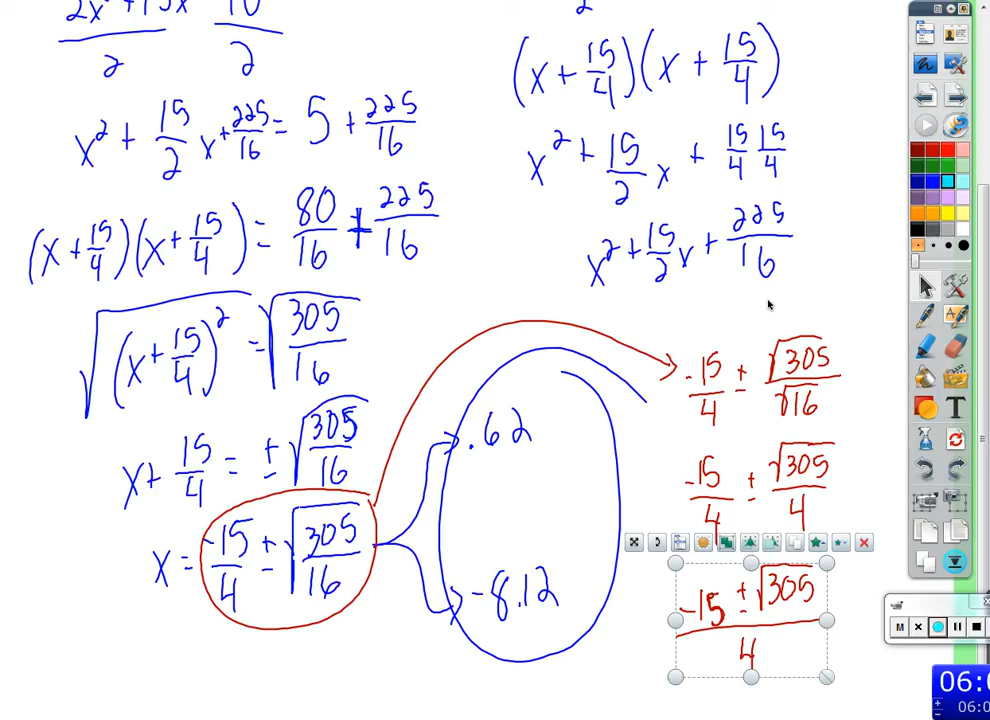 2x² + 15x 10
2 2
x² + 15/2 x + 225/16 = 5 + 225/16
(x + 15/4)(x + 15/4) = 80/16 + 225/16
√(x + 15/4)² = √305/16
x + 15/4 = ± √305/16
x = -15/4 ± √305/16
.62
-8.12
2
(x + 15/4)(x + 15/4)
x² + 15/2 x + 15/4 15/4
x² + 15/2 x + 225/16
-15/4 ± √305/√16
-15/4 ± √305/4
-15 ± √305
4
T
M
06:0
06:0